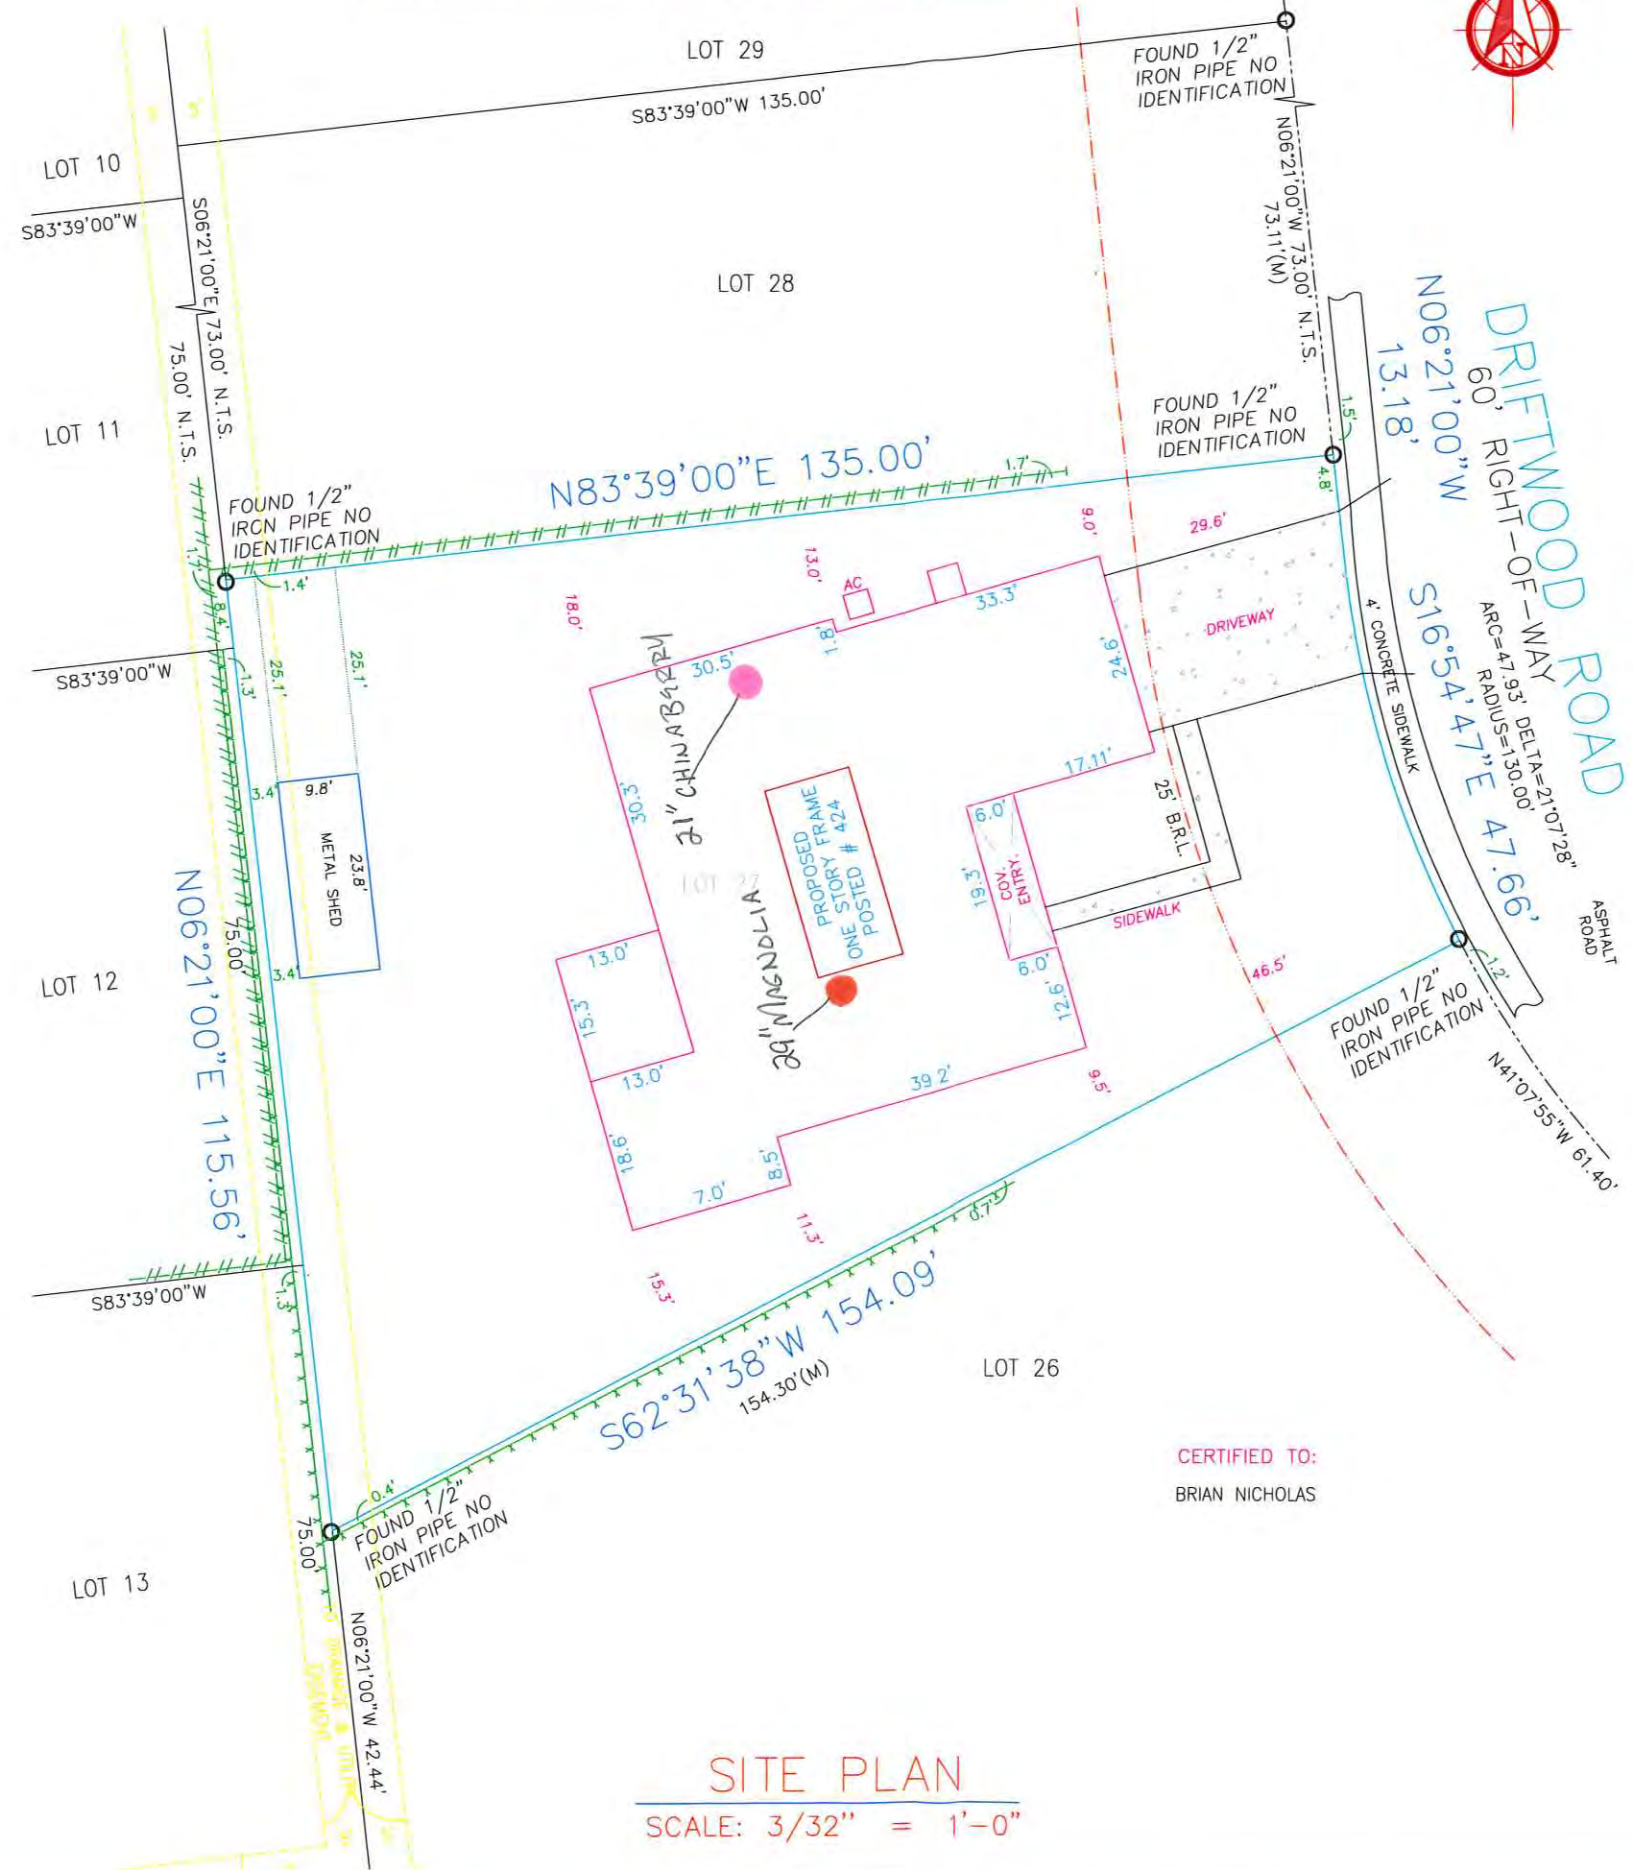 LOT 29
FOUND 1/2"
IRON PIPE NO
IDENTIFICATION
N
S83°39'00"W 135.00'
5'
LOT 10
S83°39'00"W
S06°21'00"E 73.00' N.T.S.
75.00' N.T.S.
N06°21'00"W 73.00' N.T.S.
73.11'(M)
LOT 28
LOT 11
DRIFTWOOD ROAD
60' RIGHT-OF-WAY
N06°21'00"W
13.18'
ARC=47.93' DELTA=21°07'28"
RADIUS=130.00'
S16°54'47"E 47.66'
4' CONCRETE SIDEWALK
ASPHALT
ROAD
1.5'
4.8'
FOUND 1/2"
IRON PIPE NO
IDENTIFICATION
N83°39'00"E 135.00'
1.7'
FOUND 1/2"
IRON PIPE NO
IDENTIFICATION
1.4'
8.4'
1.3'
25.1'
25.1'
S83°39'00"W
18.0'
13.0'
9.0'
29.6'
AC
33.3'
1.8'
30.5'
24.6'
DRIVEWAY
21" CHINABERRY
30.3'
17.11'
6.0'
25' B.R.L.
3.4'
9.8'
23.8'
METAL SHED
3.4'
PROPOSED
ONE STORY FRAME
POSTED # 424
LOT 27
19.3'
COV.
ENTRY.
SIDEWALK
6.0'
12.6'
46.5'
29" MAGNOLIA
13.0'
15.3'
13.0'
39.2'
9.5'
18.6'
8.5'
7.0'
11.3'
15.3'
LOT 12
75.00'
N06°21'00"E 115.56'
1.2'
FOUND 1/2"
IRON PIPE NO
IDENTIFICATION
N41°07'55"W 61.40'
0.7'
S62°31'38"W 154.09'
154.30'(M)
S83°39'00"W
1.3'
LOT 26
CERTIFIED TO:
BRIAN NICHOLAS
0.4'
FOUND 1/2"
IRON PIPE NO
IDENTIFICATION
75.00'
LOT 13
N06°21'00"W 42.44'
DRAINAGE & UTILITY
EASEMENT
SITE PLAN
SCALE: 3/32" = 1'-0"